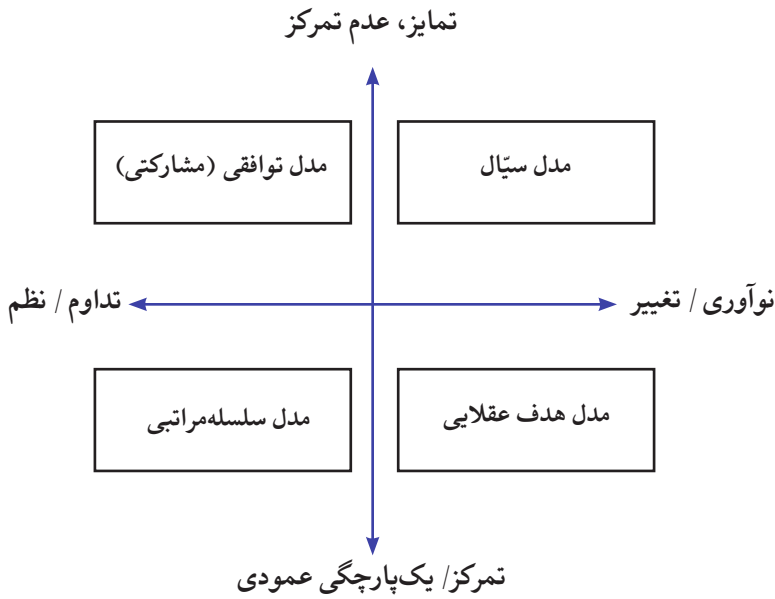 تمایز، عدم تمرکز
مدل سیّال
مدل توافقی (مشارکتی)
نوآوری / تغییر
تداوم / نظم
مدل هدف عقلایی
مدل سلسله‌مراتبی
تمرکز/ یک‌پارچگی عمودی